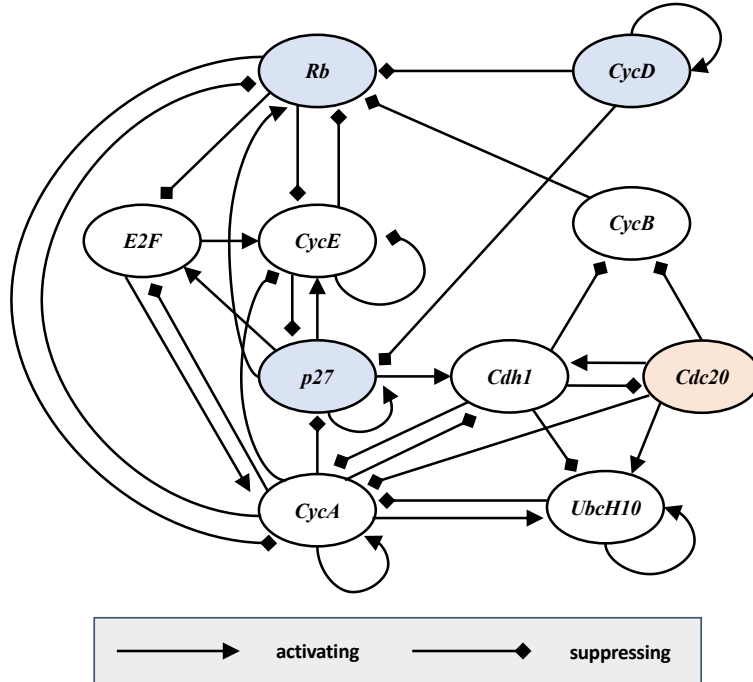 Rb
CycD
E2F
CycE
CycB
p27
Cdh1
Cdc20
CycA
UbcH10
activating
suppressing